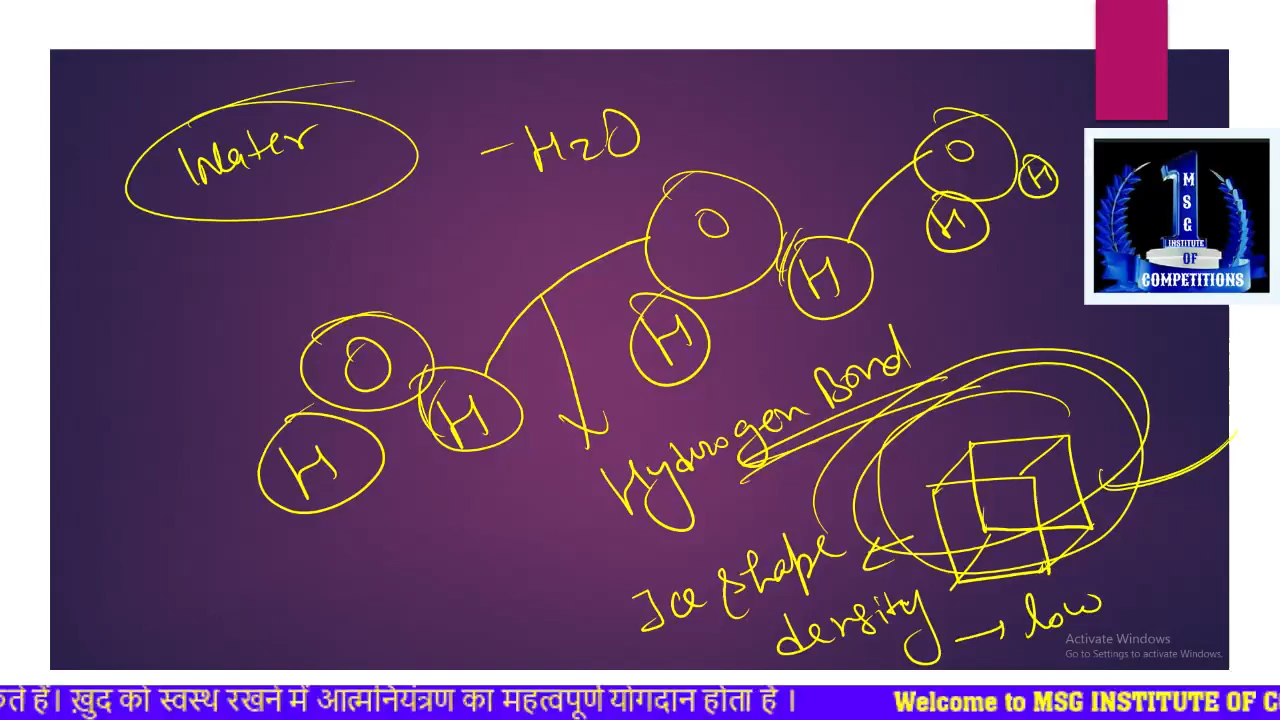 Water
- H2O
O
H
H
O
H
H
O
H
H
Hydrogen Bond
Ice shape
density → low
1
MSG
INSTITUTE
OF
COMPETITIONS
Activate Windows
Go to Settings to activate Windows.
हैं। ख़ुद को स्वस्थ रखने में आत्मनियंत्रण का महत्वपूर्ण योगदान होता है । Welcome to MSG INSTITUTE OF